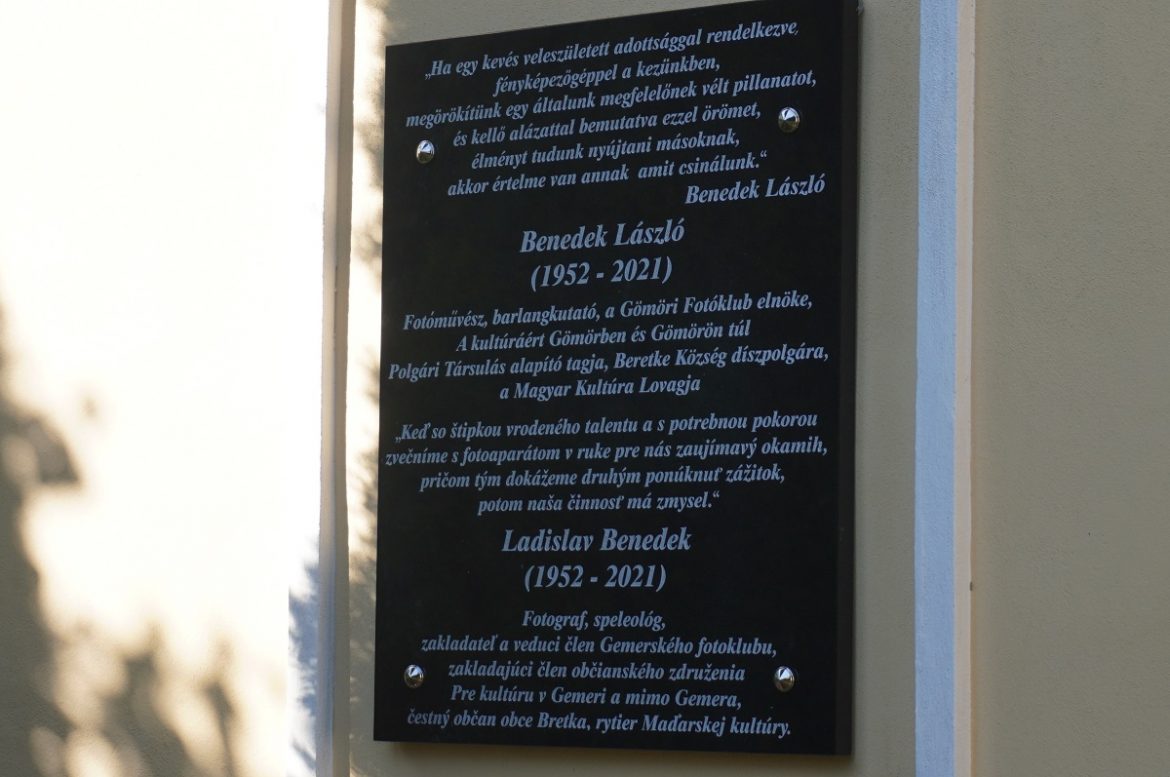 „Ha egy kevés veleszületett adottsággal rendelkezve,
fényképezögéppel a kezünkben,
megörökítünk egy általunk megfelelőnek vélt pillanatot,
és kellő alázattal bemutatva ezzel örömet,
élményt tudunk nyújtani másoknak,
akkor értelme van annak amit csinálunk.“
Benedek László
Benedek László
(1952 - 2021)
Fotóművész, barlangkutató, a Gömöri Fotóklub elnöke,
A kultúráért Gömörben és Gömörön túl
Polgári Társulás alapító tagja, Beretke Község díszpolgára,
a Magyar Kultúra Lovagja
„Keď so štipkou vrodeného talentu a s potrebnou pokorou
zvečníme s fotoaparátom v ruke pre nás zaujímavý okamih,
pričom tým dokážeme druhým ponúknuť zážitok,
potom naša činnosť má zmysel.“
Ladislav Benedek
(1952 - 2021)
Fotograf, speleológ,
zakladateľ a veduci člen Gemerského fotoklubu,
zakladajúci člen občianského združenia
Pre kultúru v Gemeri a mimo Gemera,
čestný občan obce Bretka, rytier Maďarskej kultúry.